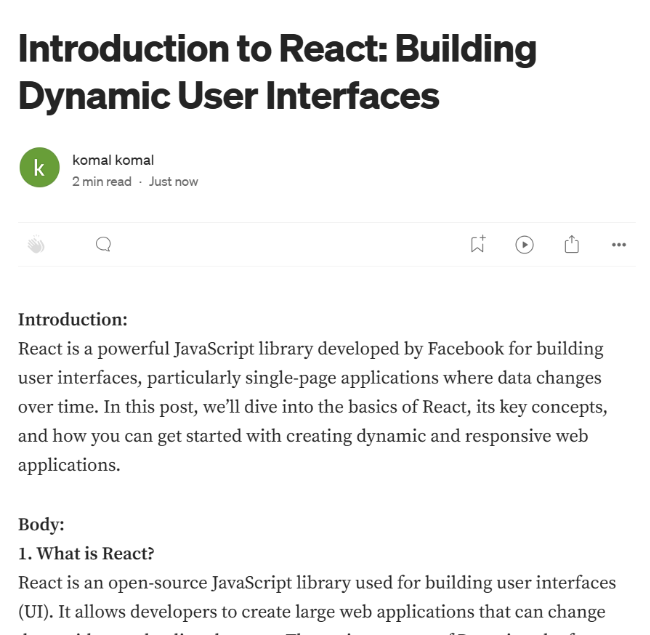 Introduction to React: Building
Dynamic User Interfaces
k
komal komal
2 min read · Just now
Introduction:
React is a powerful JavaScript library developed by Facebook for building
user interfaces, particularly single-page applications where data changes
over time. In this post, we’ll dive into the basics of React, its key concepts,
and how you can get started with creating dynamic and responsive web
applications.
Body:
1. What is React?
React is an open-source JavaScript library used for building user interfaces
(UI). It allows developers to create large web applications that can change